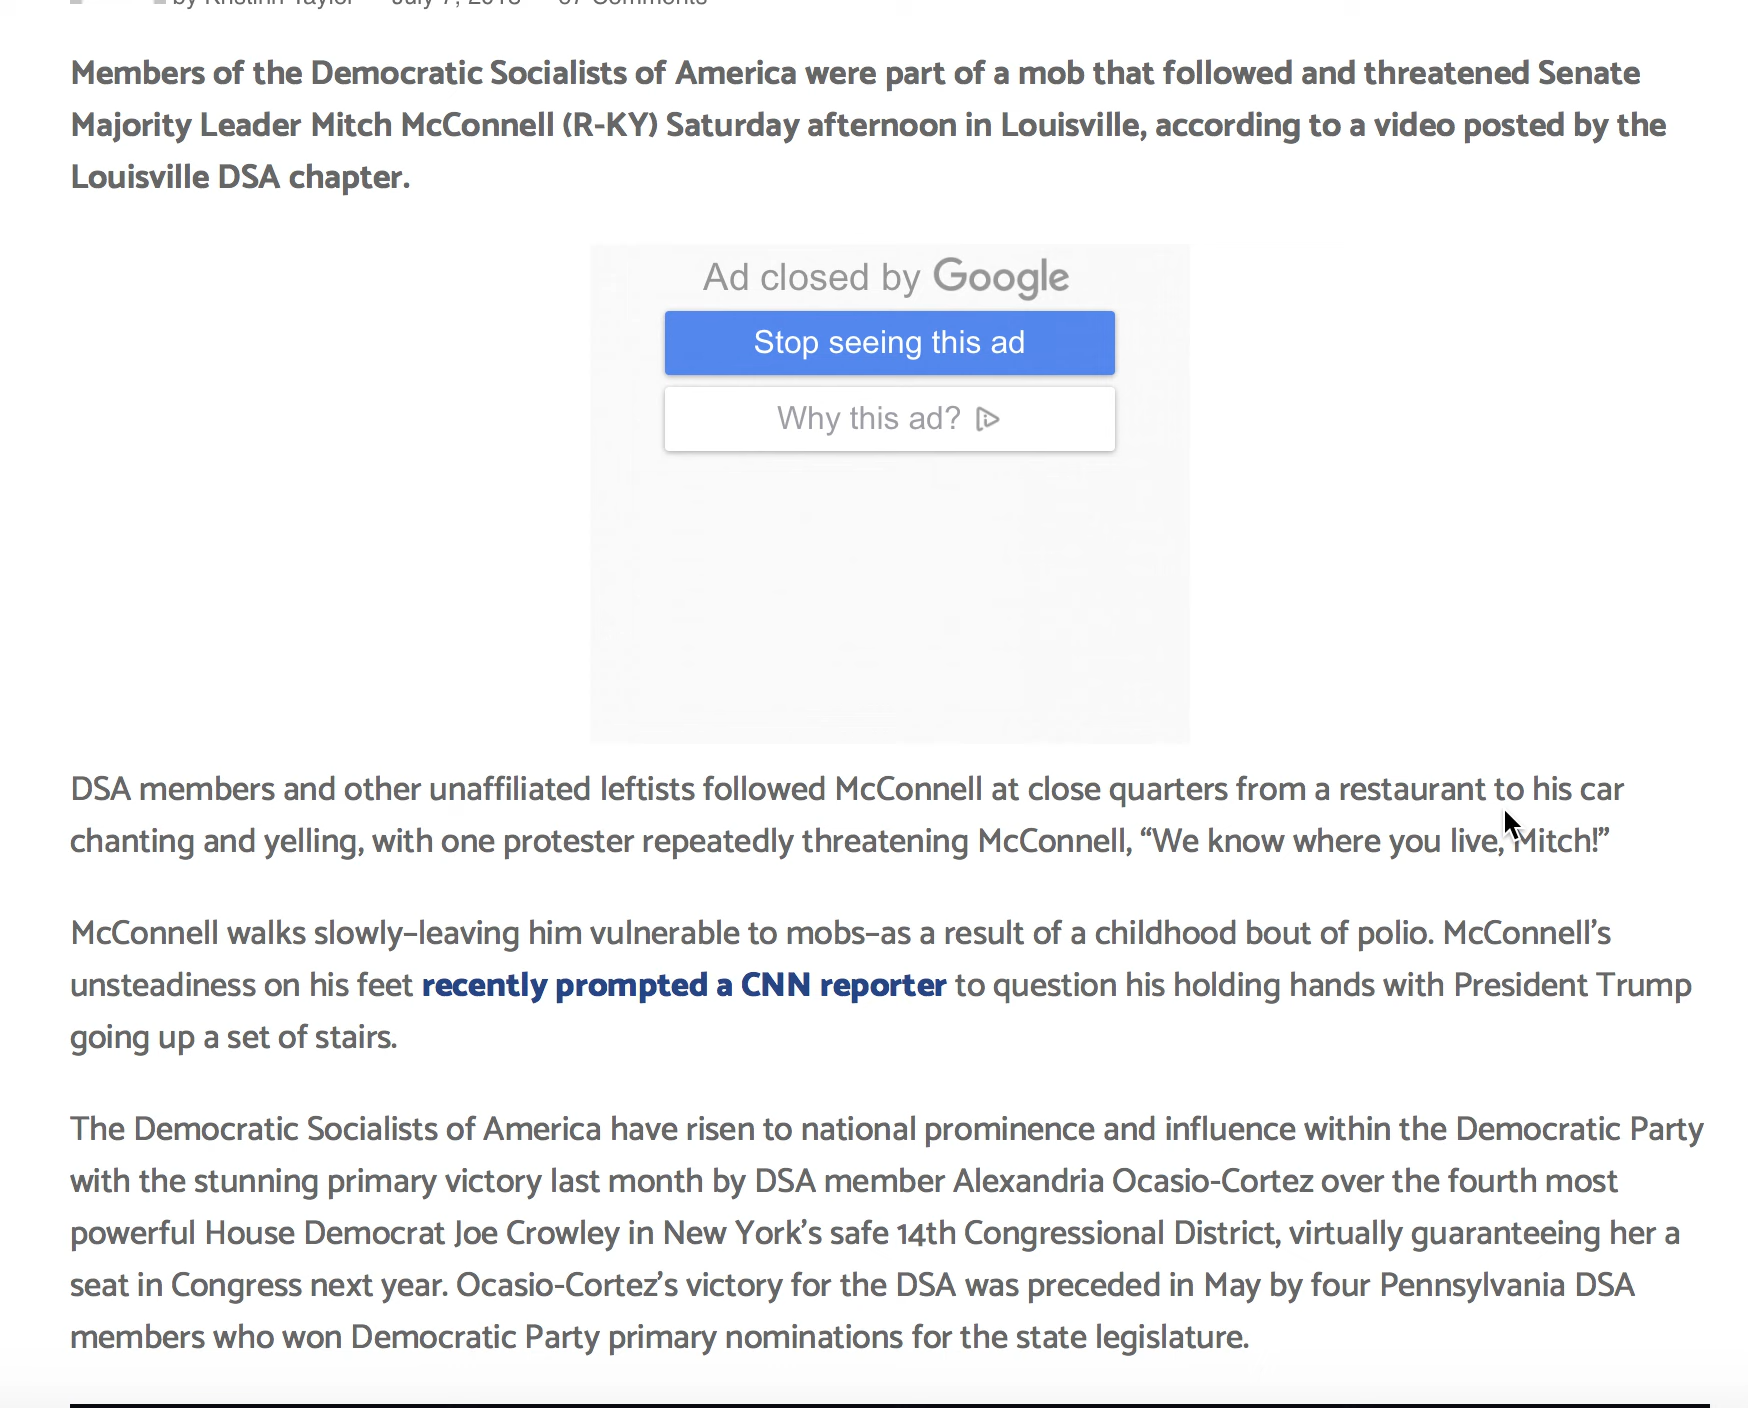 by Kristinn Taylor July 7, 2018 57 Comments
Members of the Democratic Socialists of America were part of a mob that followed and threatened Senate
Majority Leader Mitch McConnell (R-KY) Saturday afternoon in Louisville, according to a video posted by the
Louisville DSA chapter.
Ad closed by Google
Stop seeing this ad
Why this ad?
DSA members and other unaffiliated leftists followed McConnell at close quarters from a restaurant to his car
chanting and yelling, with one protester repeatedly threatening McConnell, “We know where you live, Mitch!”
McConnell walks slowly–leaving him vulnerable to mobs–as a result of a childhood bout of polio. McConnell’s
unsteadiness on his feet recently prompted a CNN reporter to question his holding hands with President Trump
going up a set of stairs.
The Democratic Socialists of America have risen to national prominence and influence within the Democratic Party
with the stunning primary victory last month by DSA member Alexandria Ocasio-Cortez over the fourth most
powerful House Democrat Joe Crowley in New York’s safe 14th Congressional District, virtually guaranteeing her a
seat in Congress next year. Ocasio-Cortez’s victory for the DSA was preceded in May by four Pennsylvania DSA
members who won Democratic Party primary nominations for the state legislature.